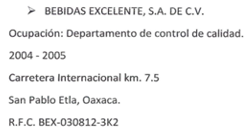 ➤ BEBIDAS EXCELENTE, S.A. DE C.V.
Ocupación: Departamento de control de calidad.
2004 - 2005
Carretera Internacional km. 7.5
San Pablo Etla, Oaxaca.
R.F.C. BEX-030812-3K2